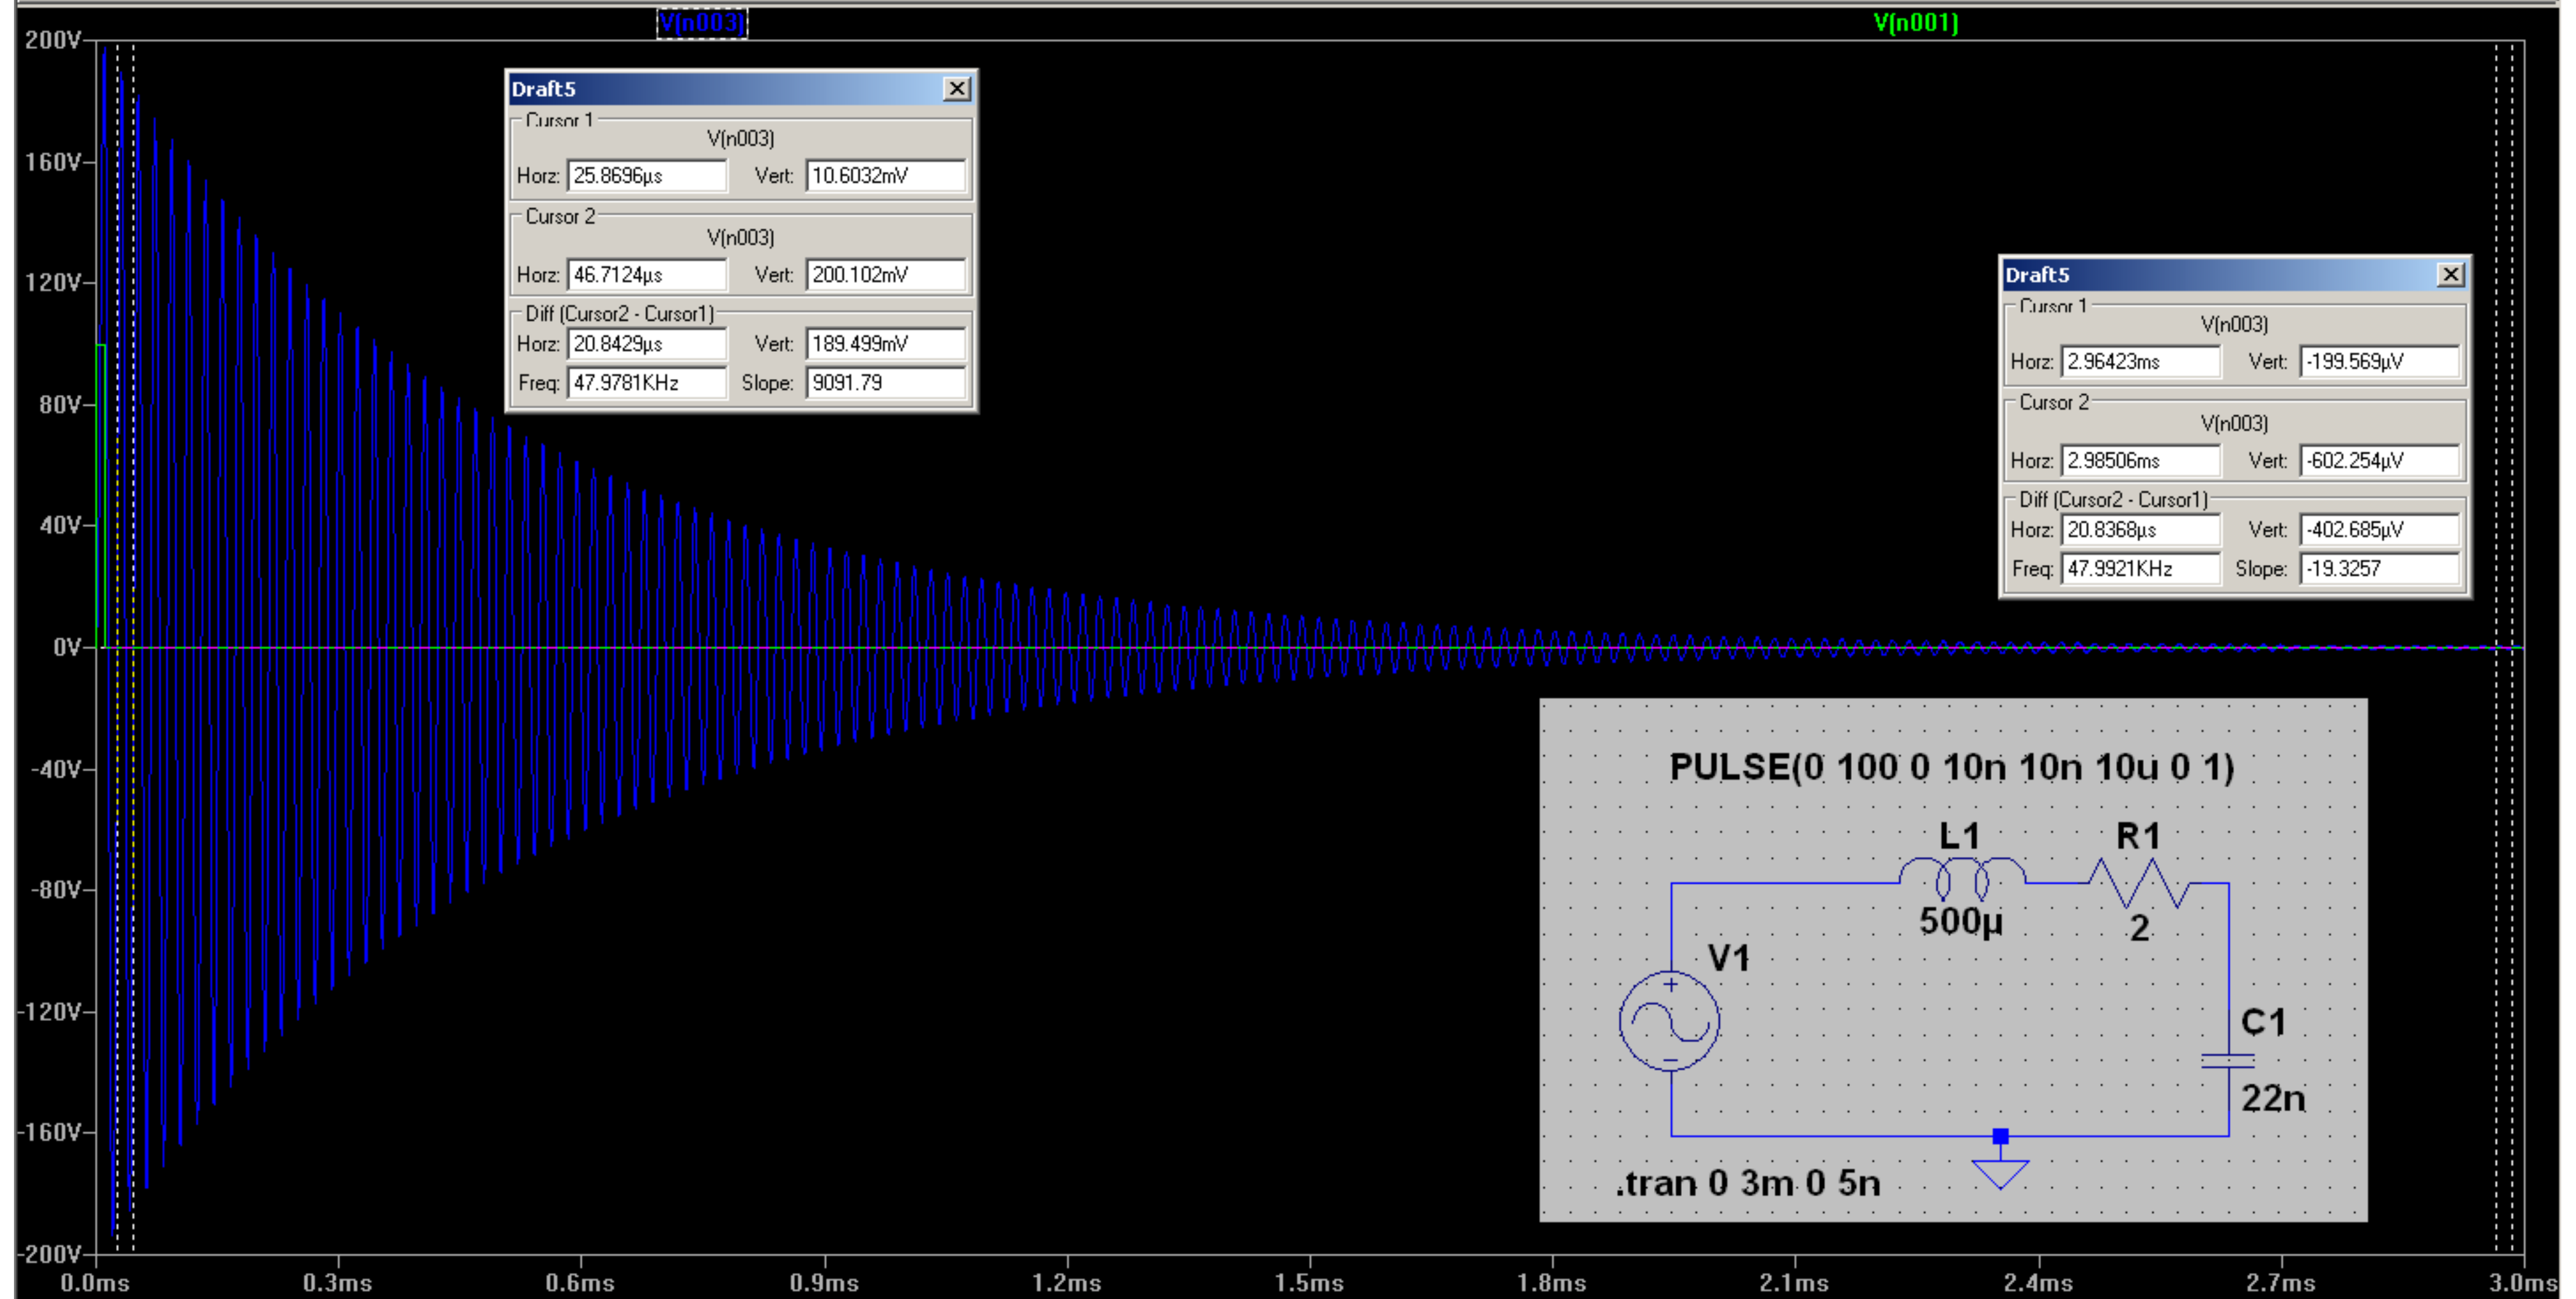 V(n003) V(n001)
200V
160V
120V
80V
40V
0V
-40V
-80V
-120V
-160V
-200V
0.0ms 0.3ms 0.6ms 0.9ms 1.2ms 1.5ms 1.8ms 2.1ms 2.4ms 2.7ms 3.0ms
Draft5
Cursor 1
V(n003)
Horz: 25.8696µs Vert: 10.6032mV
Cursor 2
V(n003)
Horz: 46.7124µs Vert: 200.102mV
Diff (Cursor2 - Cursor1)
Horz: 20.8429µs Vert: 189.499mV
Freq: 47.9781KHz Slope: 9091.79
Draft5
Cursor 1
V(n003)
Horz: 2.96423ms Vert: -199.569µV
Cursor 2
V(n003)
Horz: 2.98506ms Vert: -602.254µV
Diff (Cursor2 - Cursor1)
Horz: 20.8368µs Vert: -402.685µV
Freq: 47.9921KHz Slope: -19.3257
PULSE(0 100 0 10n 10n 10u 0 1)
L1 R1
500µ 2
V1
C1
22n
.tran 0 3m 0 5n